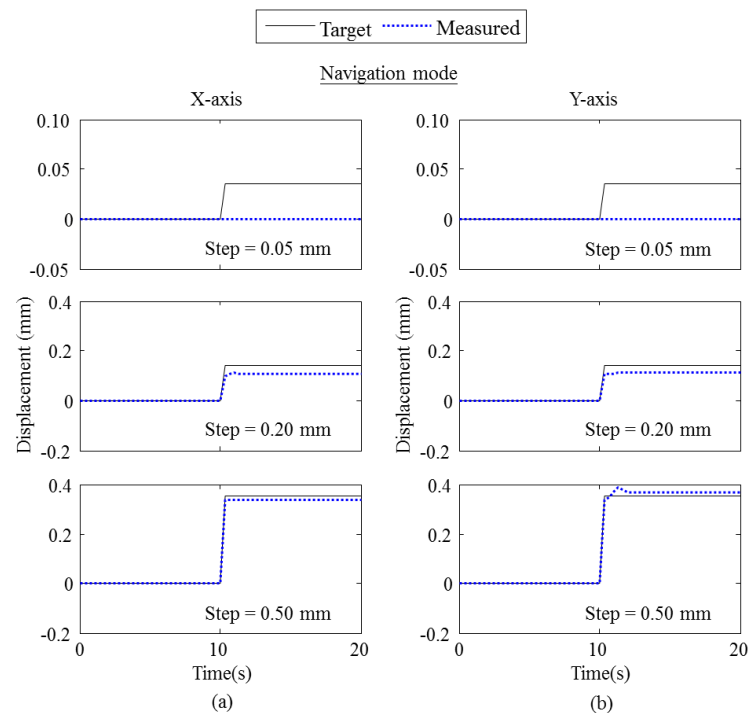 Target Measured
Navigation mode
X-axis
Y-axis
0.10
0.05
0
-0.05
Step = 0.05 mm
0.10
0.05
0
-0.05
Step = 0.05 mm
Displacement (mm)
0.4
0.2
0
-0.2
Step = 0.20 mm
Displacement (mm)
0.4
0.2
0
-0.2
Step = 0.20 mm
0.4
0.2
0
-0.2
Step = 0.50 mm
0 10 20
Time(s)
(a)
0.4
0.2
0
-0.2
Step = 0.50 mm
0 10 20
Time(s)
(b)